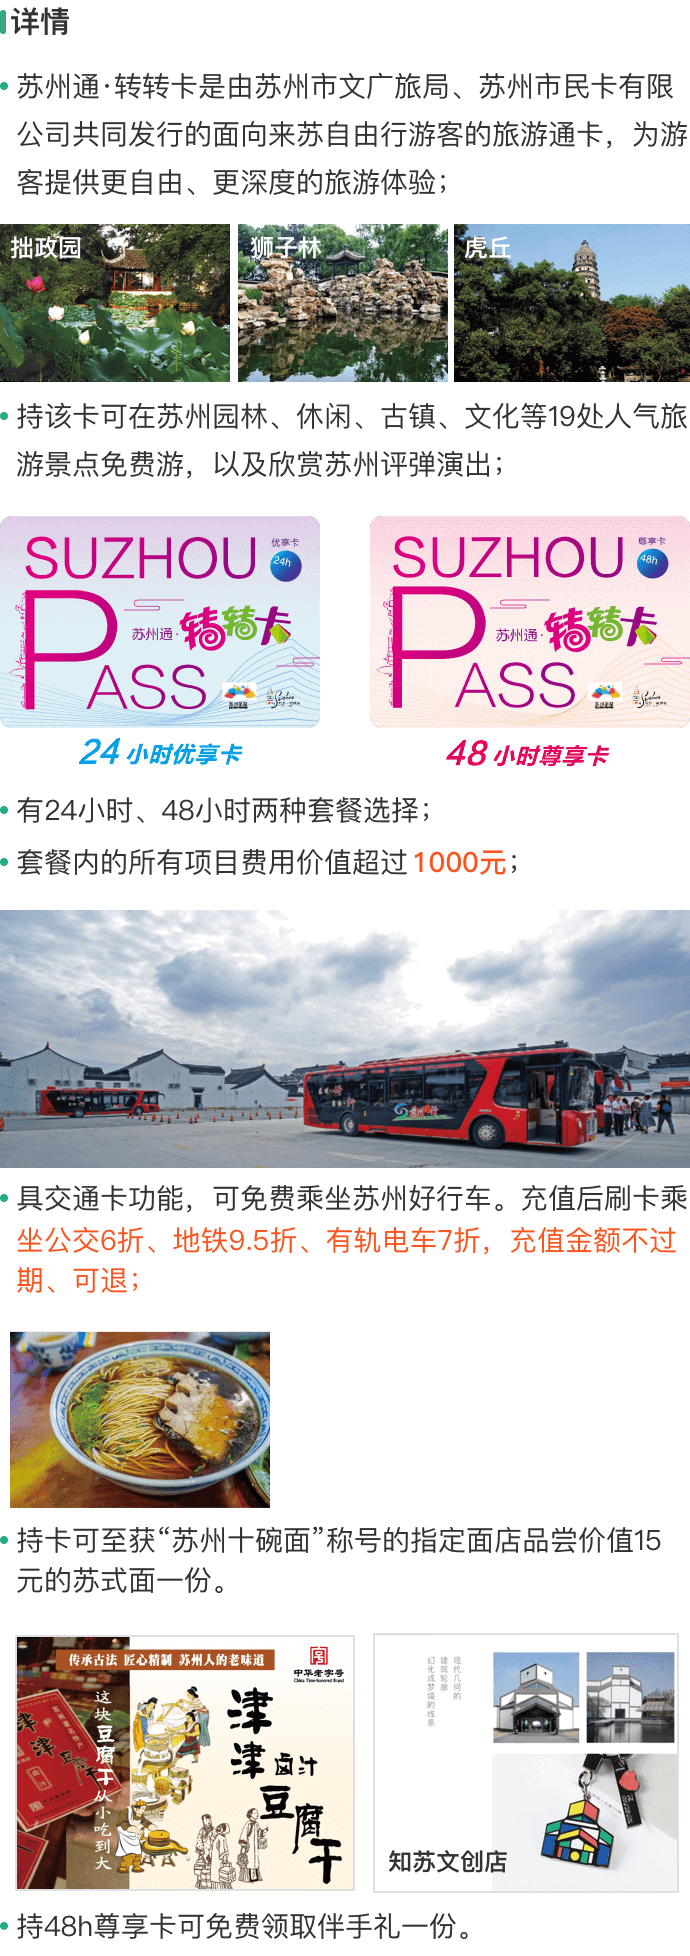 详情
苏州通·转转卡是由苏州市文广旅局、苏州市民卡有限
公司共同发行的面向来苏自由行游客的旅游通卡，为游
客提供更自由、更深度的旅游体验；
拙政园
狮子林
虎丘
持该卡可在苏州园林、休闲、古镇、文化等19处人气旅
游景点免费游，以及欣赏苏州评弹演出；
SUZHOU
优享卡
24h
苏州通·转转卡
PASS
24 小时优享卡
SUZHOU
尊享卡
48h
苏州通·转转卡
PASS
48 小时尊享卡
有24小时、48小时两种套餐选择；
套餐内的所有项目费用价值超过1000元；
具交通卡功能，可免费乘坐苏州好行车。充值后刷卡乘
坐公交6折、地铁9.5折、有轨电车7折，充值金额不过
期、可退；
持卡可至获“苏州十碗面”称号的指定面店品尝价值15
元的苏式面一份。
传承古法 匠心精制 苏州人的老味道
中华老字号
China Time-honored Brand
这块豆腐干从小吃到大
津津卤汁豆腐干
津津豆腐干
现代几何的
建筑轮廓
幻化成梦境的线条
知苏文创店
持48h尊享卡可免费领取伴手礼一份。